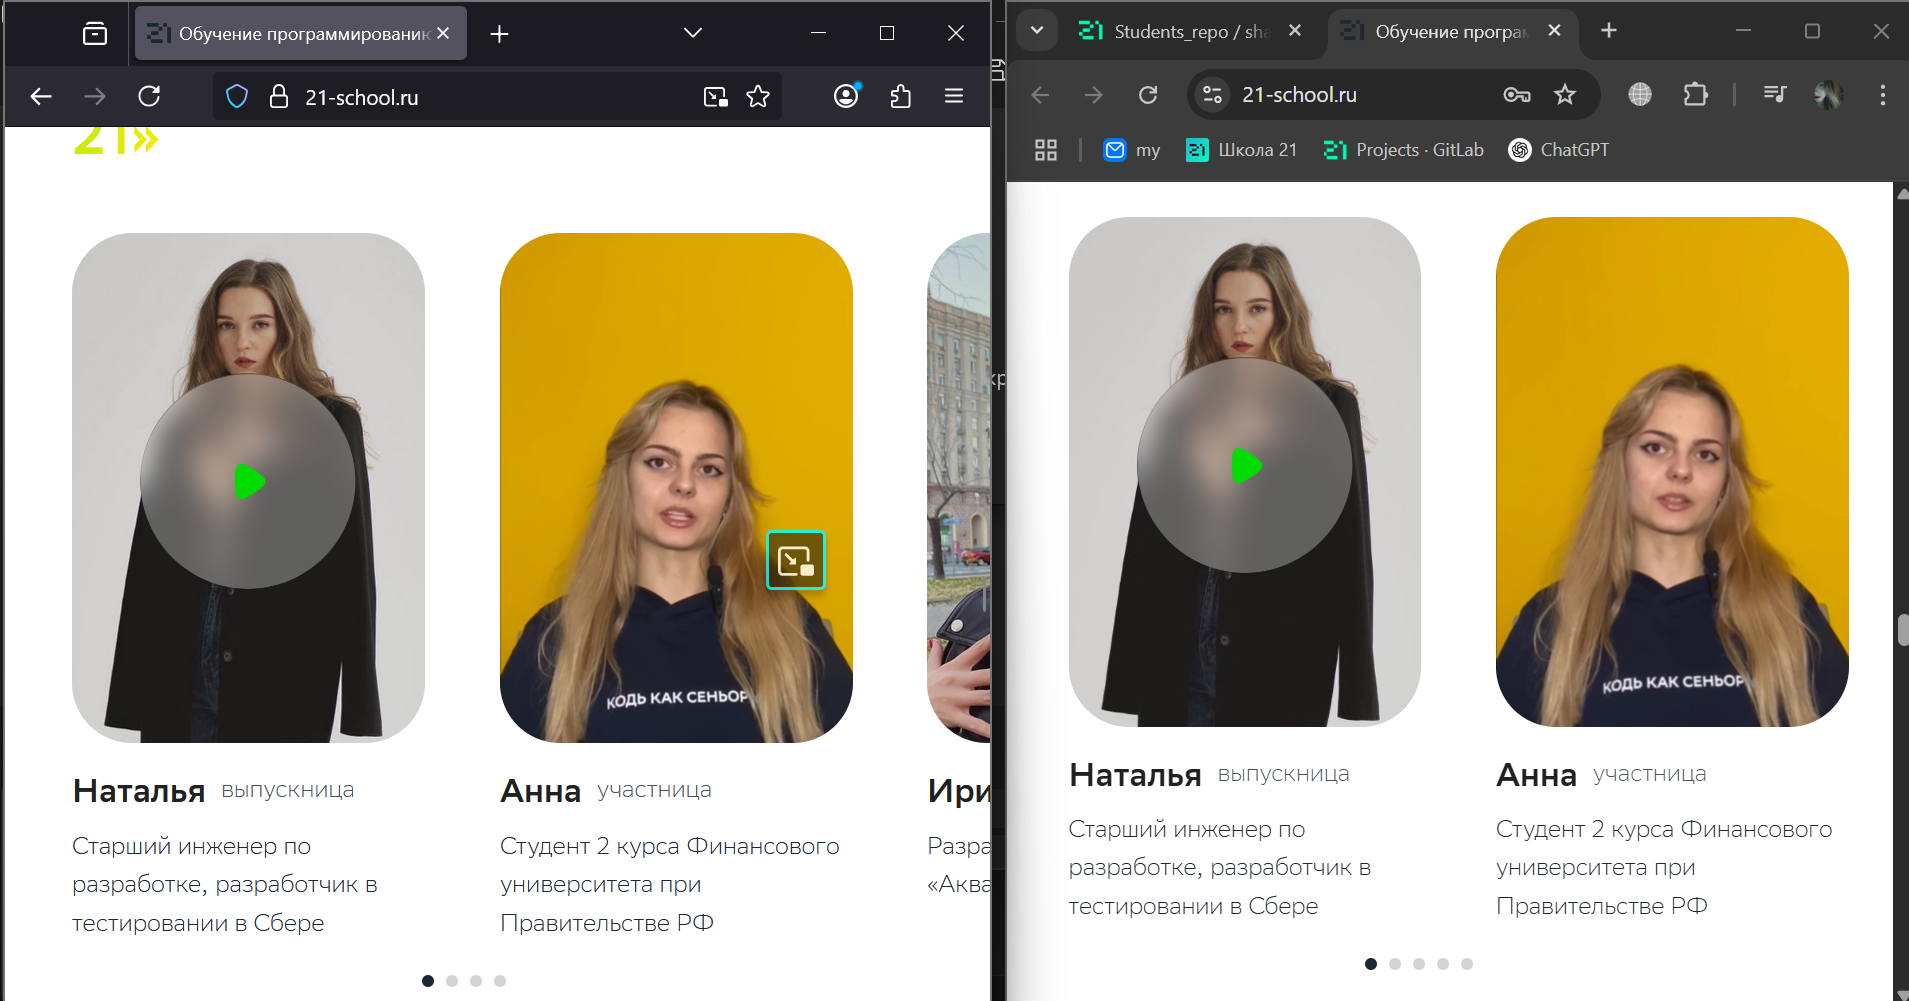 Обучение программировани
21-school.ru
21»
КОДЬ КАК СЕНЬОР
Наталья выпускница
Старший инженер по
разработке, разработчик в
тестировании в Сбере
Анна участница
Студент 2 курса Финансового
университета при
Правительстве РФ
Ири
Разра
«Аква
Students_repo / sha
Обучение програм
21-school.ru
my
21 Школа 21
Projects · GitLab
ChatGPT
КОДЬ КАК СЕНЬОР
Наталья выпускница
Старший инженер по
разработке, разработчик в
тестировании в Сбере
Анна участница
Студент 2 курса Финансового
университета при
Правительстве РФ